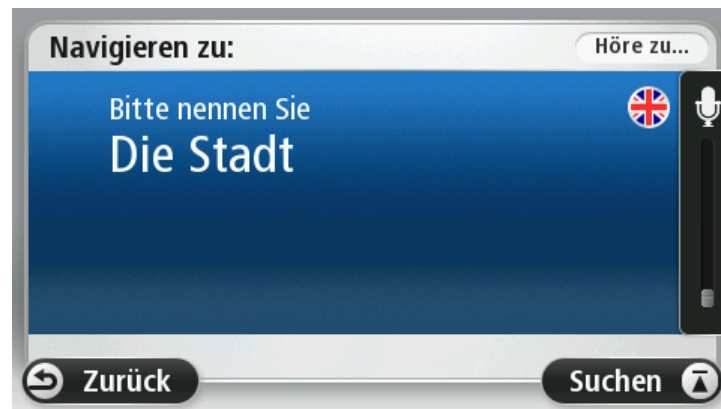 Navigieren zu:
Höre zu...
Bitte nennen Sie
Die Stadt
Zurück
Suchen